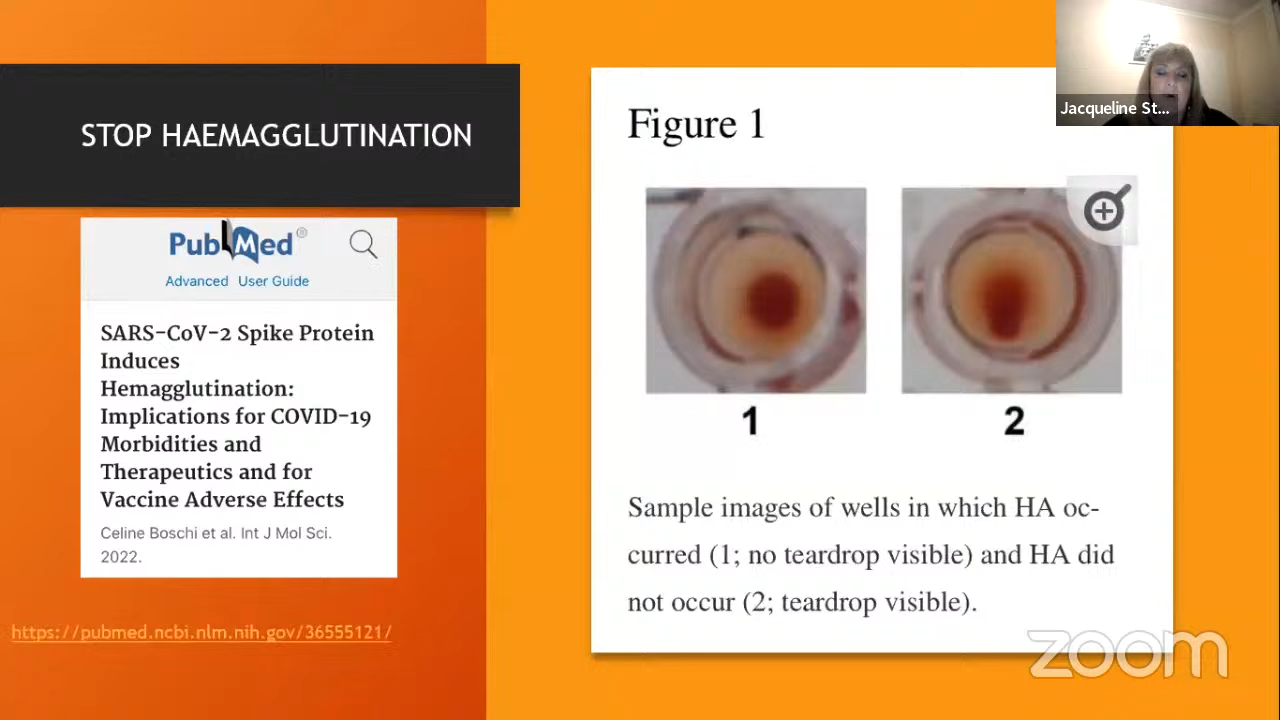 STOP HAEMAGGLUTINATION
PubMed®
Advanced User Guide
SARS-CoV-2 Spike Protein
Induces
Hemagglutination:
Implications for COVID-19
Morbidities and
Therapeutics and for
Vaccine Adverse Effects
Celine Boschi et al. Int J Mol Sci.
2022.
https://pubmed.ncbi.nlm.nih.gov/36555121/
Figure 1
1
2
Sample images of wells in which HA oc-
curred (1; no teardrop visible) and HA did
not occur (2; teardrop visible).
Jacqueline St...
zoom